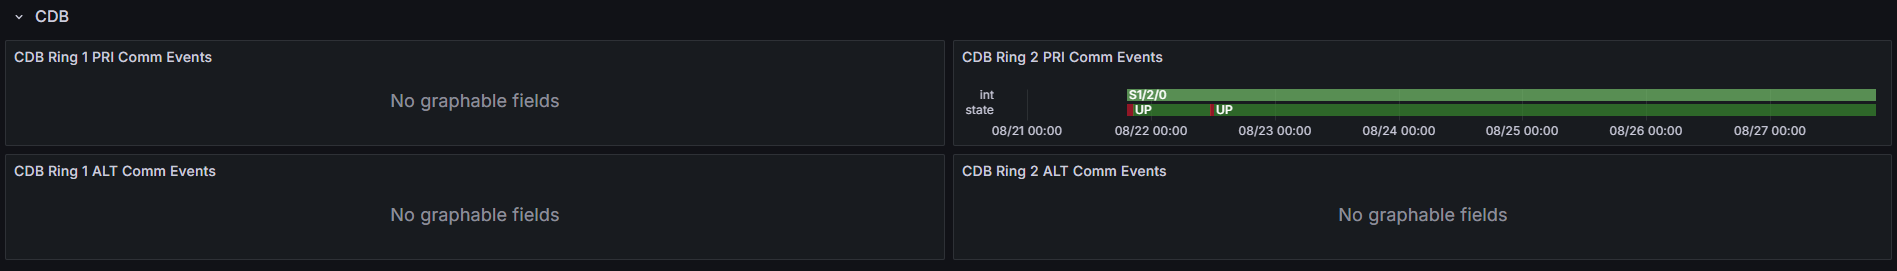 CDB
CDB Ring 1 PRI Comm Events
No graphable fields
CDB Ring 2 PRI Comm Events
int
S1/2/0
state
UP
UP
08/21 00:00
08/22 00:00
08/23 00:00
08/24 00:00
08/25 00:00
08/26 00:00
08/27 00:00
CDB Ring 1 ALT Comm Events
No graphable fields
CDB Ring 2 ALT Comm Events
No graphable fields